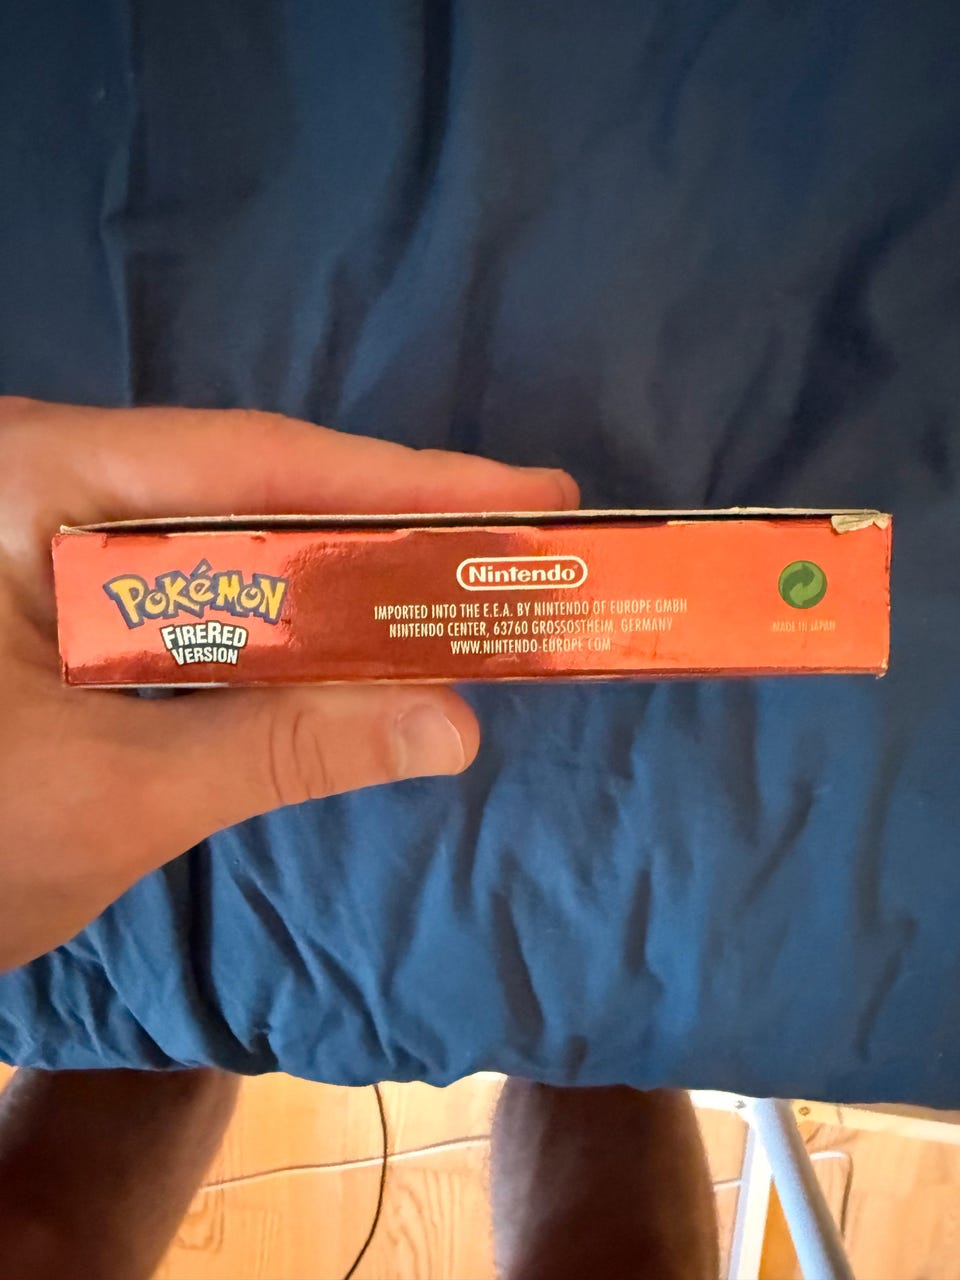 POKéMON
FIRERED
VERSION
Nintendo
IMPORTED INTO THE E.E.A. BY NINTENDO OF EUROPE GMBH
NINTENDO CENTER, 63760 GROSSOSTHEIM, GERMANY
WWW.NINTENDO-EUROPE.COM
MADE IN JAPAN